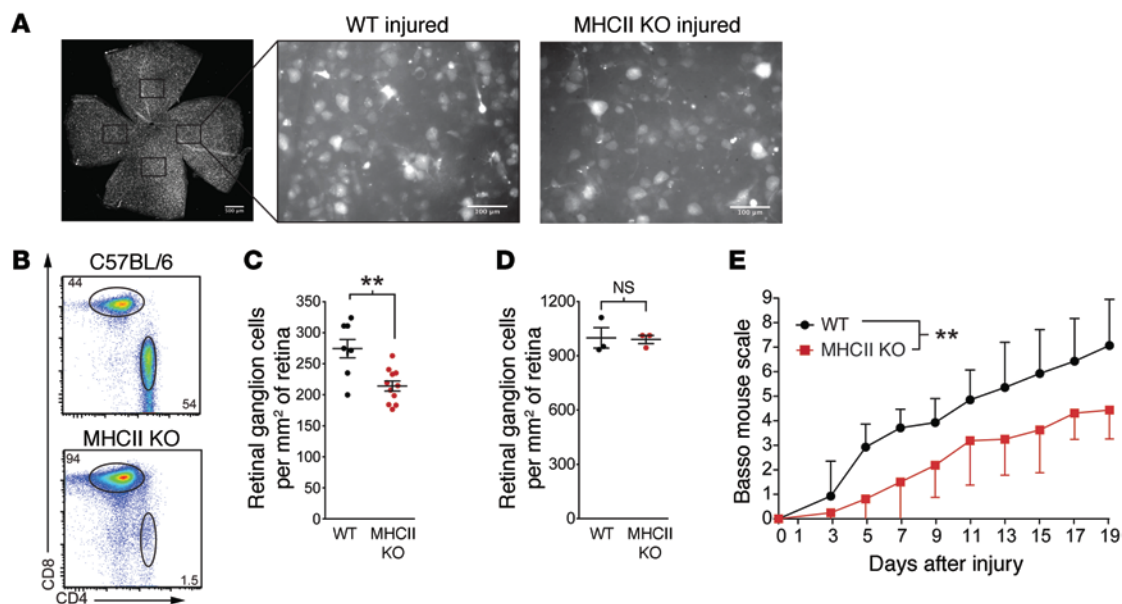 A
WT injured
MHCII KO injured
100 µm
100 µm
100 µm
B
C57BL/6
44
54
MHCII KO
94
1.5
CD8
CD4
C
**
Retinal ganglion cells
per mm² of retina
350
300
250
200
150
100
50
0
WT
MHCII
KO
D
NS
Retinal ganglion cells
per mm² of retina
1200
900
600
300
0
WT
MHCII
KO
E
Basso mouse scale
9
8
7
6
5
4
3
2
1
0
WT
MHCII KO
**
0 1 3 5 7 9 11 13 15 17 19
Days after injury